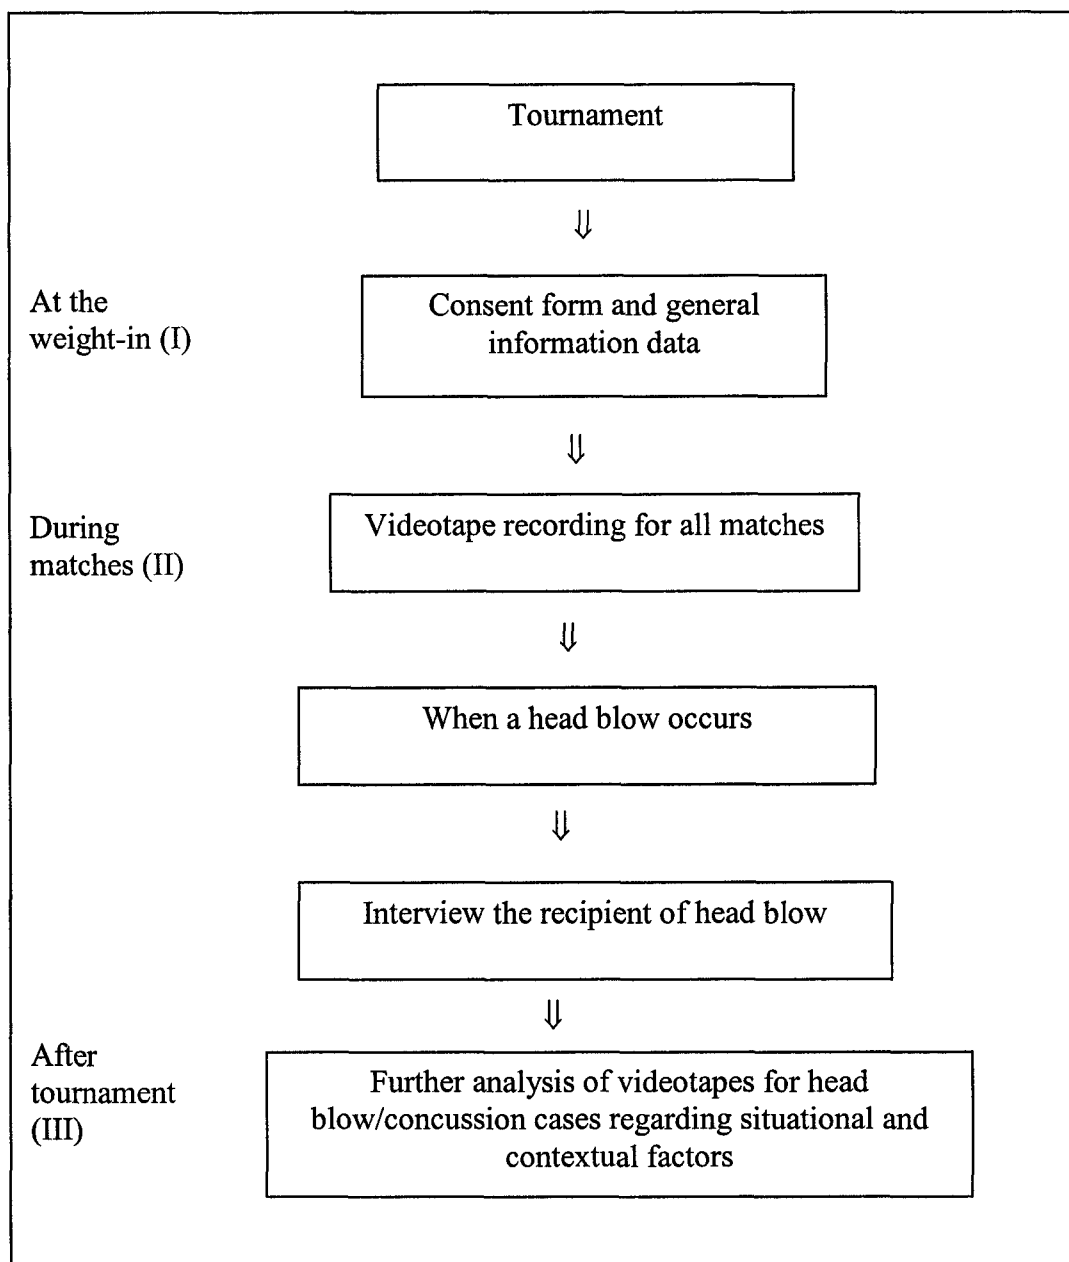 Tournament
⇓
At the
weight-in (I)
Consent form and general
information data
⇓
During
matches (II)
Videotape recording for all matches
⇓
When a head blow occurs
⇓
Interview the recipient of head blow
⇓
After
tournament
(III)
Further analysis of videotapes for head
blow/concussion cases regarding situational and
contextual factors